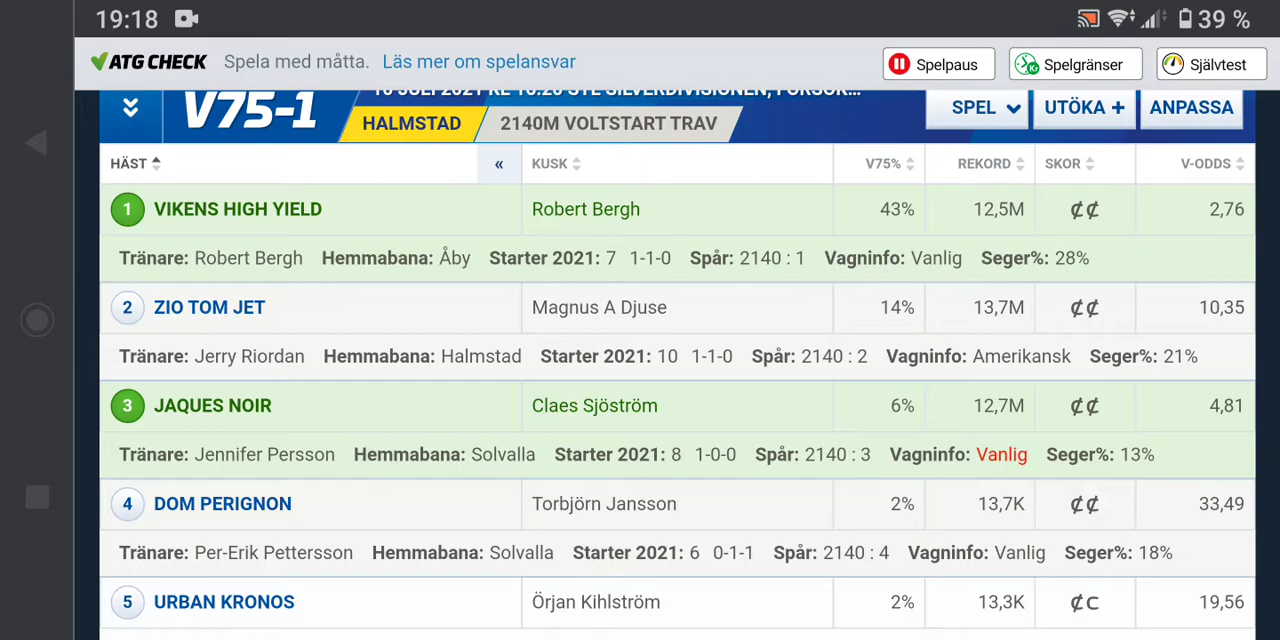 19:18 39 %
ATG CHECK Spela med måtta. Läs mer om spelansvar Spelpaus Spelgränser Självtest
V75-1 SPEL UTÖKA + ANPASSA
HALMSTAD 2140M VOLTSTART TRAV
HÄST « KUSK V75% REKORD SKOR V-ODDS
1 VIKENS HIGH YIELD Robert Bergh 43% 12,5M ₵₵ 2,76
Tränare: Robert Bergh Hemmabana: Åby Starter 2021: 7 1-1-0 Spår: 2140 : 1 Vagninfo: Vanlig Seger%: 28%
2 ZIO TOM JET Magnus A Djuse 14% 13,7M ₵₵ 10,35
Tränare: Jerry Riordan Hemmabana: Halmstad Starter 2021: 10 1-1-0 Spår: 2140 : 2 Vagninfo: Amerikansk Seger%: 21%
3 JAQUES NOIR Claes Sjöström 6% 12,7M ₵₵ 4,81
Tränare: Jennifer Persson Hemmabana: Solvalla Starter 2021: 8 1-0-0 Spår: 2140 : 3 Vagninfo: Vanlig Seger%: 13%
4 DOM PERIGNON Torbjörn Jansson 2% 13,7K ₵₵ 33,49
Tränare: Per-Erik Pettersson Hemmabana: Solvalla Starter 2021: 6 0-1-1 Spår: 2140 : 4 Vagninfo: Vanlig Seger%: 18%
5 URBAN KRONOS Örjan Kihlström 2% 13,3K ₵C 19,56